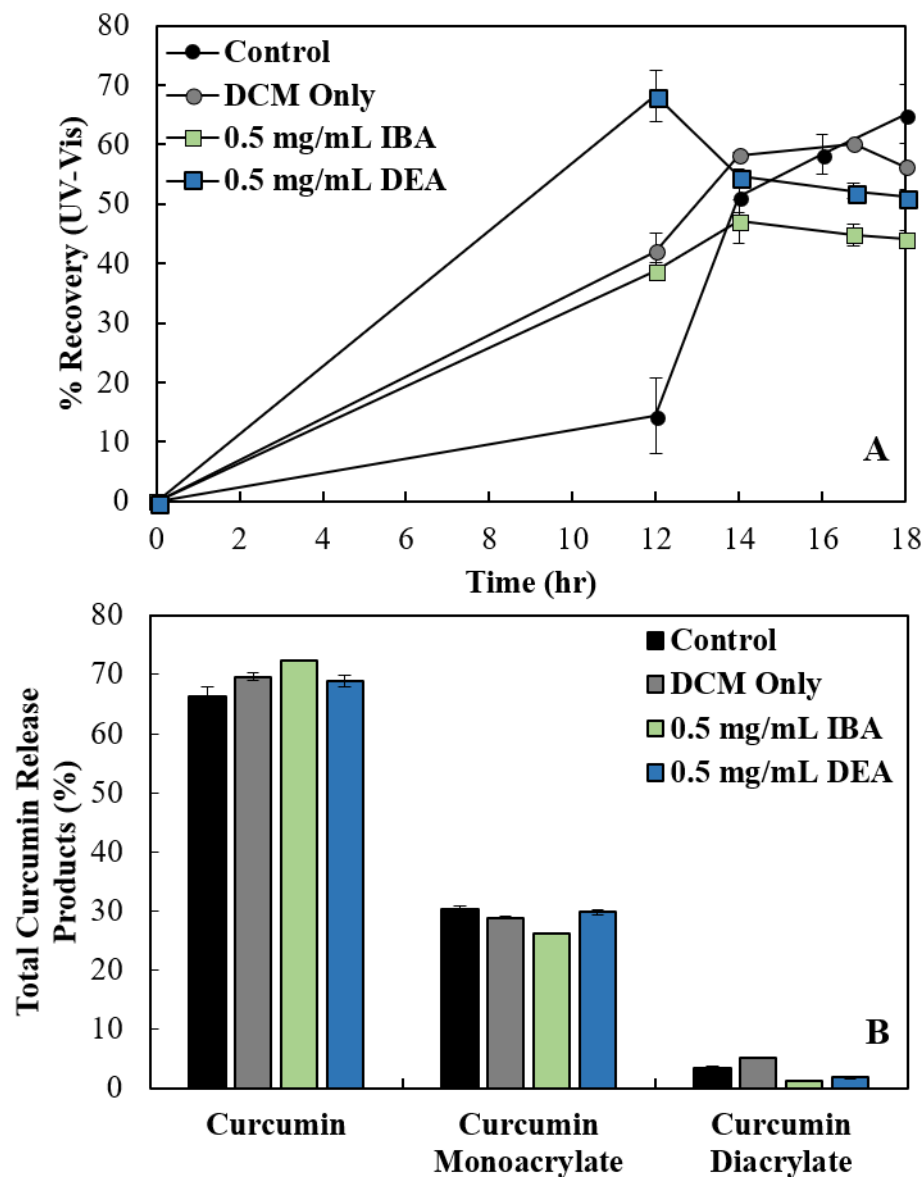 80
70
60
50
40
30
20
10
0
% Recovery (UV-Vis)
Control
DCM Only
0.5 mg/mL IBA
0.5 mg/mL DEA
A
0 2 4 6 8 10 12 14 16 18
Time (hr)
80
70
60
50
40
30
20
10
0
Total Curcumin Release
Products (%)
Control
DCM Only
0.5 mg/mL IBA
0.5 mg/mL DEA
B
Curcumin
Curcumin
Monoacrylate
Curcumin
Diacrylate